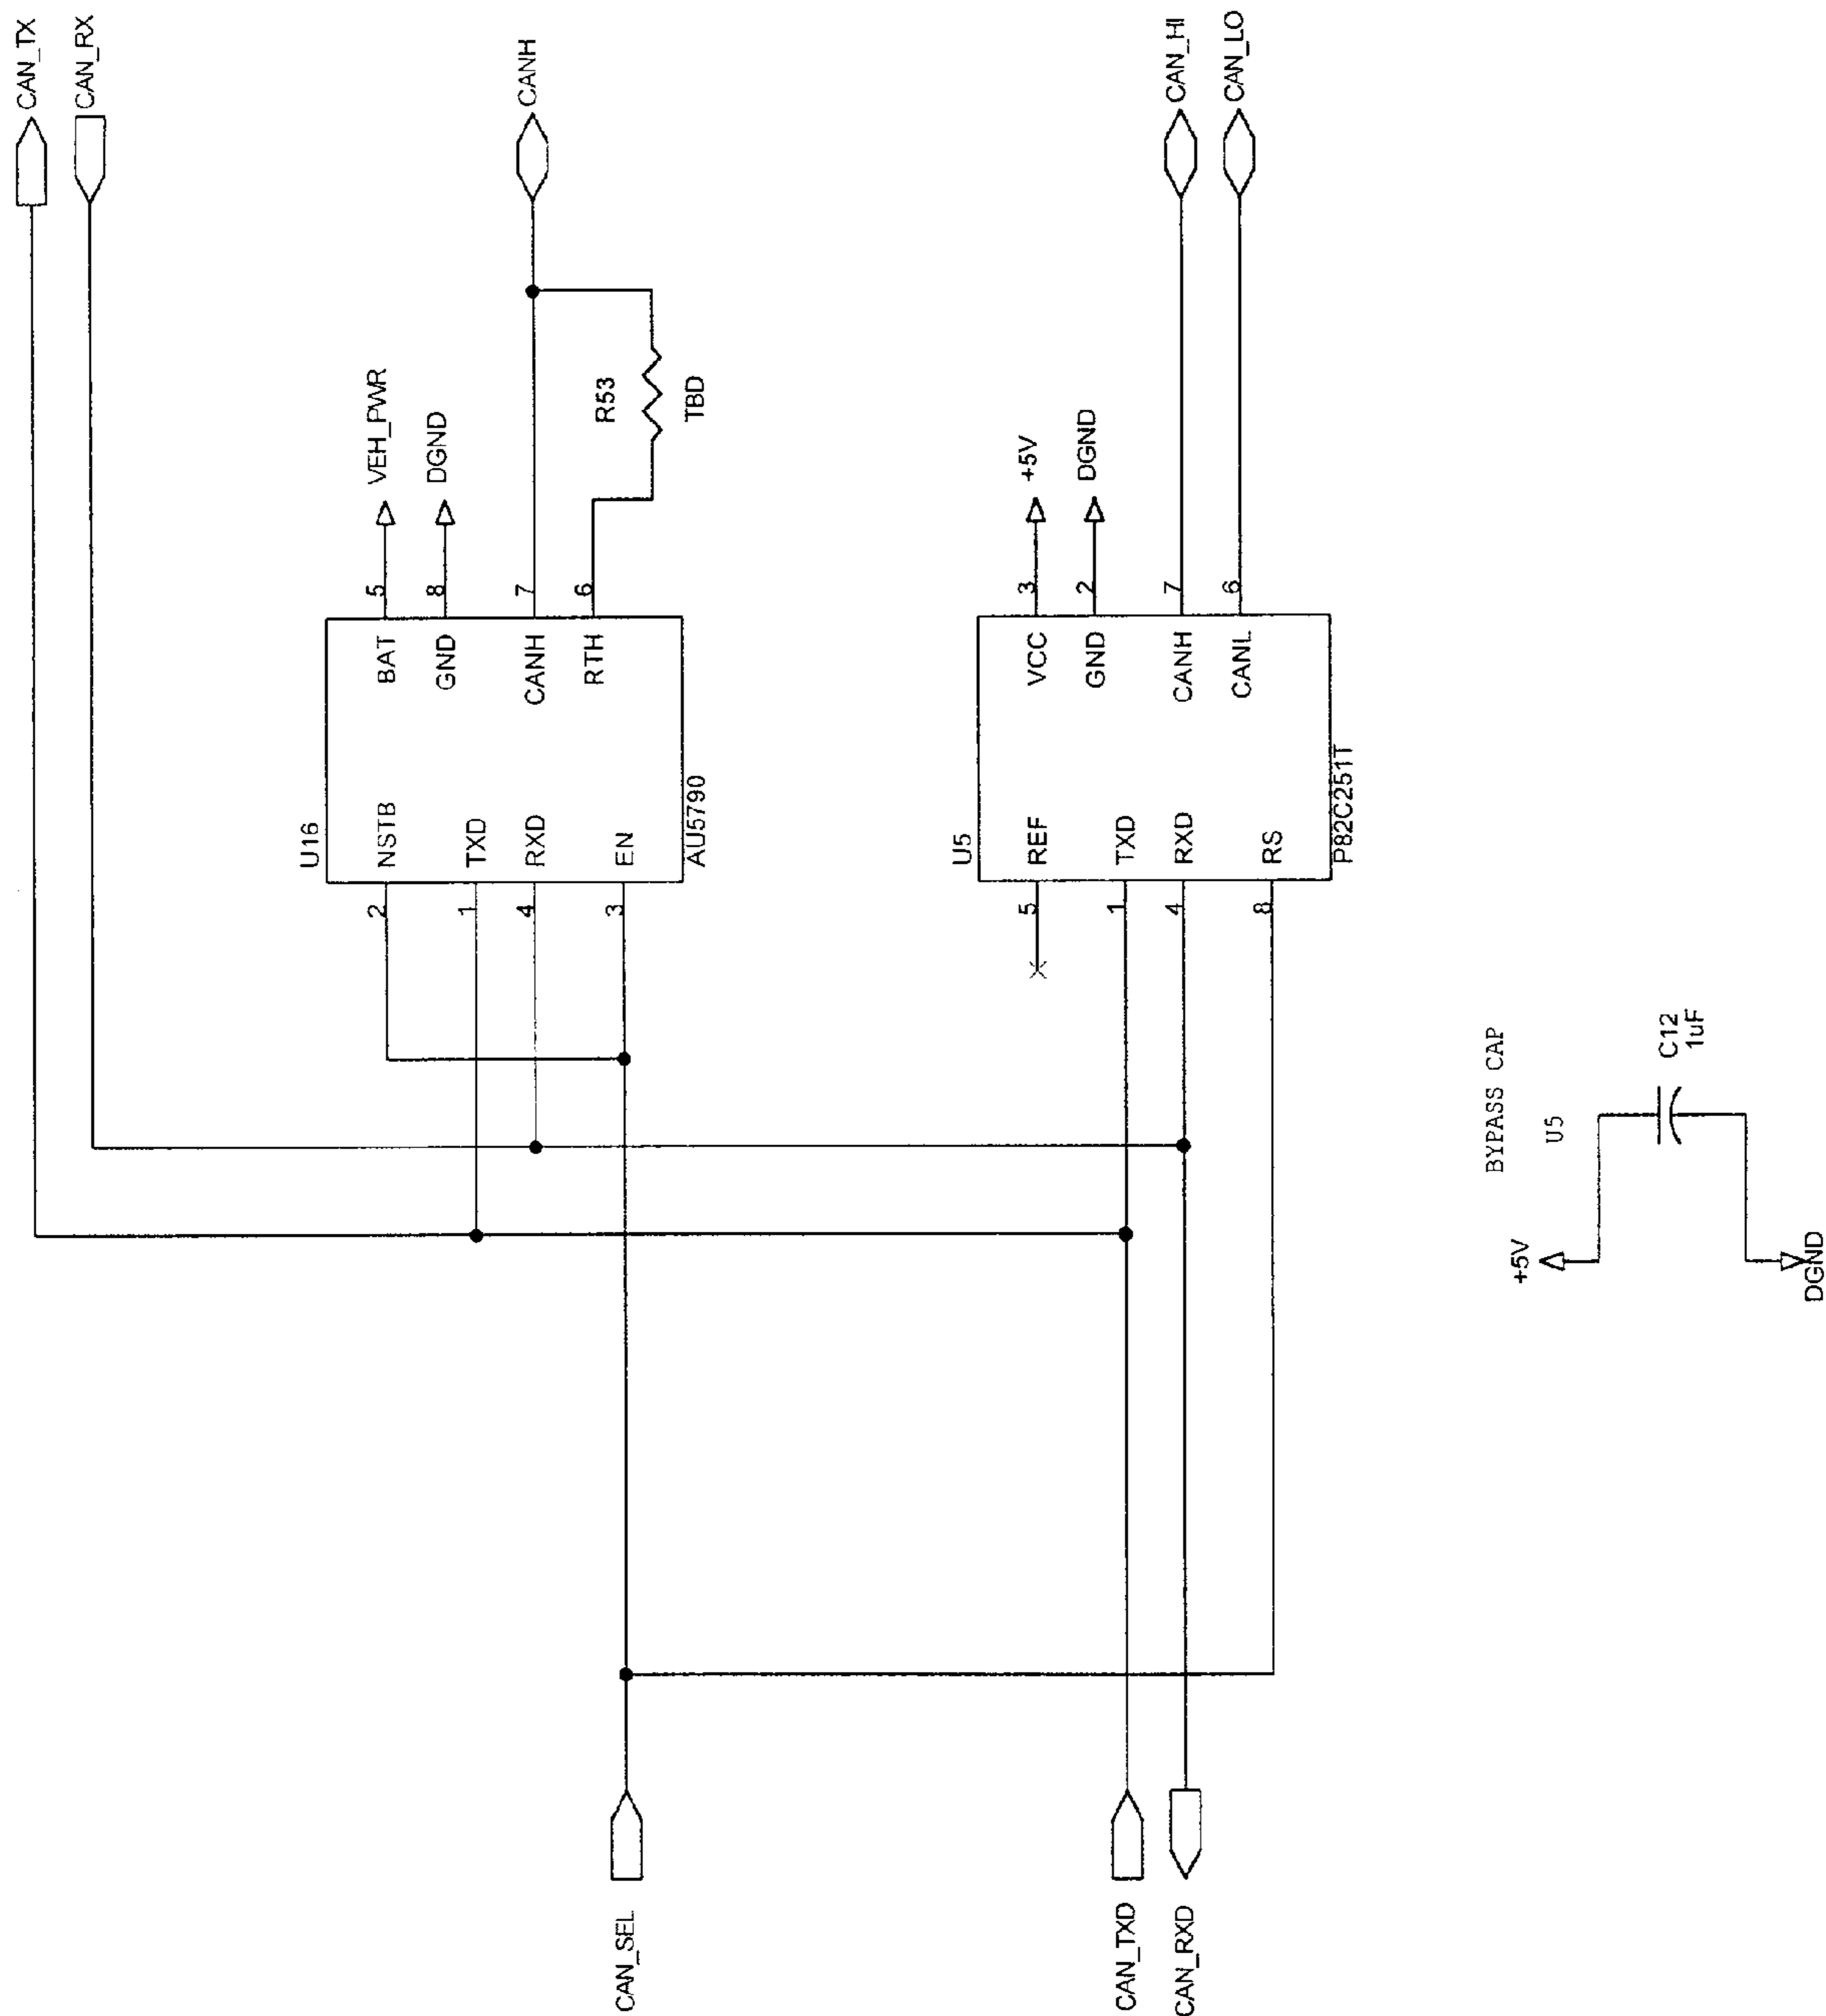 CAN_TX
CAN_RX
CANH
VEH_PWR
DGND
R53
TBD
U16
NSTB
TXD
RXD
EN
BAT
GND
CANH
RTH
AU5790
2
1
4
3
5
8
7
6
CAN_HI
CAN_LO
+5V
DGND
U5
REF
TXD
RXD
RS
VCC
GND
CANH
CANL
P82C251T
5
1
4
8
3
2
7
6
CAN_SEL
CAN_TXD
CAN_RXD
BYPASS CAP
U5
+5V
C12
1uF
DGND